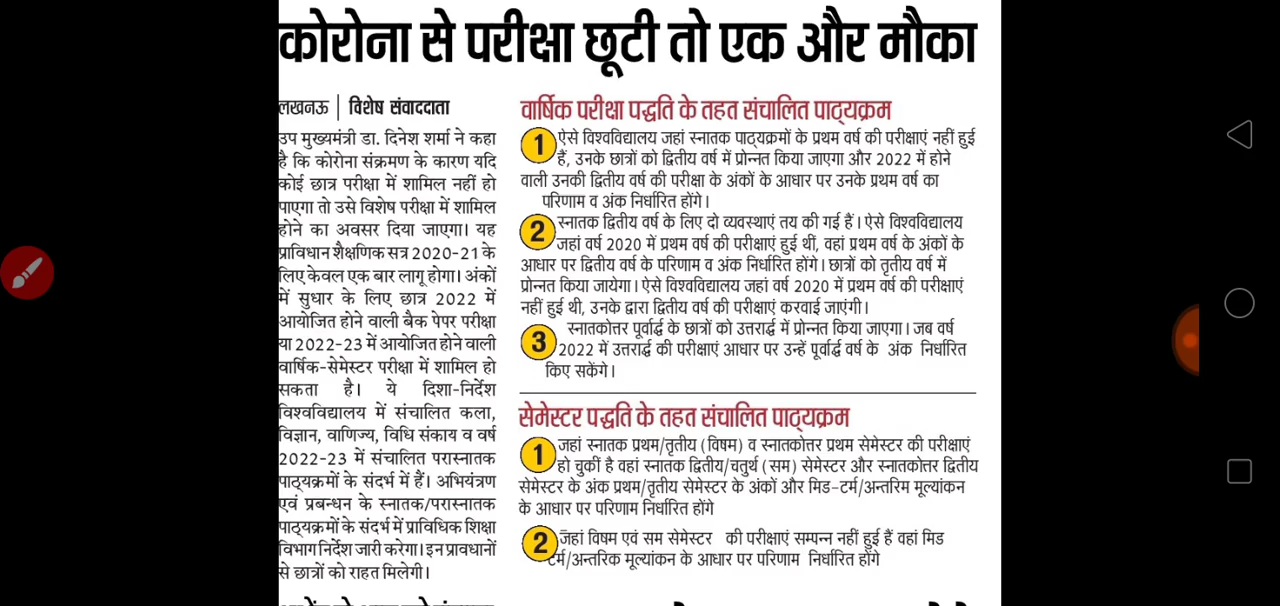 कोरोना से परीक्षा छूटी तो एक और मौका
लखनऊ | विशेष संवाददाता
उप मुख्यमंत्री डा. दिनेश शर्मा ने कहा
है कि कोरोना संक्रमण के कारण यदि
कोई छात्र परीक्षा में शामिल नहीं हो
पाएगा तो उसे विशेष परीक्षा में शामिल
होने का अवसर दिया जाएगा। यह
प्राविधान शैक्षणिक सत्र 2020-21 के
लिए केवल एक बार लागू होगा। अंकों
में सुधार के लिए छात्र 2022 में
आयोजित होने वाली बैक पेपर परीक्षा
या 2022-23 में आयोजित होने वाली
वार्षिक-सेमेस्टर परीक्षा में शामिल हो
सकता है। ये दिशा-निर्देश
विश्वविद्यालय में संचालित कला,
विज्ञान, वाणिज्य, विधि संकाय व वर्ष
2022-23 में संचालित परास्नातक
पाठ्यक्रमों के संदर्भ में हैं। अभियंत्रण
एवं प्रबन्धन के स्नातक/परास्नातक
पाठ्यक्रमों के संदर्भ में प्राविधिक शिक्षा
विभाग निर्देश जारी करेगा। इन प्रावधानों
से छात्रों को राहत मिलेगी।
वार्षिक परीक्षा पद्धति के तहत संचालित पाठ्यक्रम
1 ऐसे विश्वविद्यालय जहां स्नातक पाठ्यक्रमों के प्रथम वर्ष की परीक्षाएं नहीं हुई
हैं, उनके छात्रों को द्वितीय वर्ष में प्रोन्नत किया जाएगा और 2022 में होने
वाली उनकी द्वितीय वर्ष की परीक्षा के अंकों के आधार पर उनके प्रथम वर्ष का
परिणाम व अंक निर्धारित होंगे।
2 स्नातक द्वितीय वर्ष के लिए दो व्यवस्थाएं तय की गई हैं। ऐसे विश्वविद्यालय
जहां वर्ष 2020 में प्रथम वर्ष की परीक्षाएं हुई थीं, वहां प्रथम वर्ष के अंकों के
आधार पर द्वितीय वर्ष के परिणाम व अंक निर्धारित होंगे। छात्रों को तृतीय वर्ष में
प्रोन्नत किया जायेगा। ऐसे विश्वविद्यालय जहां वर्ष 2020 में प्रथम वर्ष की परीक्षाएं
नहीं हुई थी, उनके द्वारा द्वितीय वर्ष की परीक्षाएं करवाई जाएंगी।
3 स्नातकोत्तर पूर्वार्द्ध के छात्रों को उत्तरार्द्ध में प्रोन्नत किया जाएगा। जब वर्ष
2022 में उत्तरार्द्ध की परीक्षाएं आधार पर उन्हें पूर्वार्द्ध वर्ष के अंक निर्धारित
किए सकेंगे।
सेमेस्टर पद्धति के तहत संचालित पाठ्यक्रम
1 जहां स्नातक प्रथम/तृतीय (विषम) व स्नातकोत्तर प्रथम सेमेस्टर की परीक्षाएं
हो चुकीं है वहां स्नातक द्वितीय/चतुर्थ (सम) सेमेस्टर और स्नातकोत्तर द्वितीय
सेमेस्टर के अंक प्रथम/तृतीय सेमेस्टर के अंकों और मिड-टर्म/अन्तरिम मूल्यांकन
के आधार पर परिणाम निर्धारित होंगे
2 जहां विषम एवं सम सेमेस्टर की परीक्षाएं सम्पन्न नहीं हुई हैं वहां मिड
टर्म/अन्तरिक मूल्यांकन के आधार पर परिणाम निर्धारित होंगे